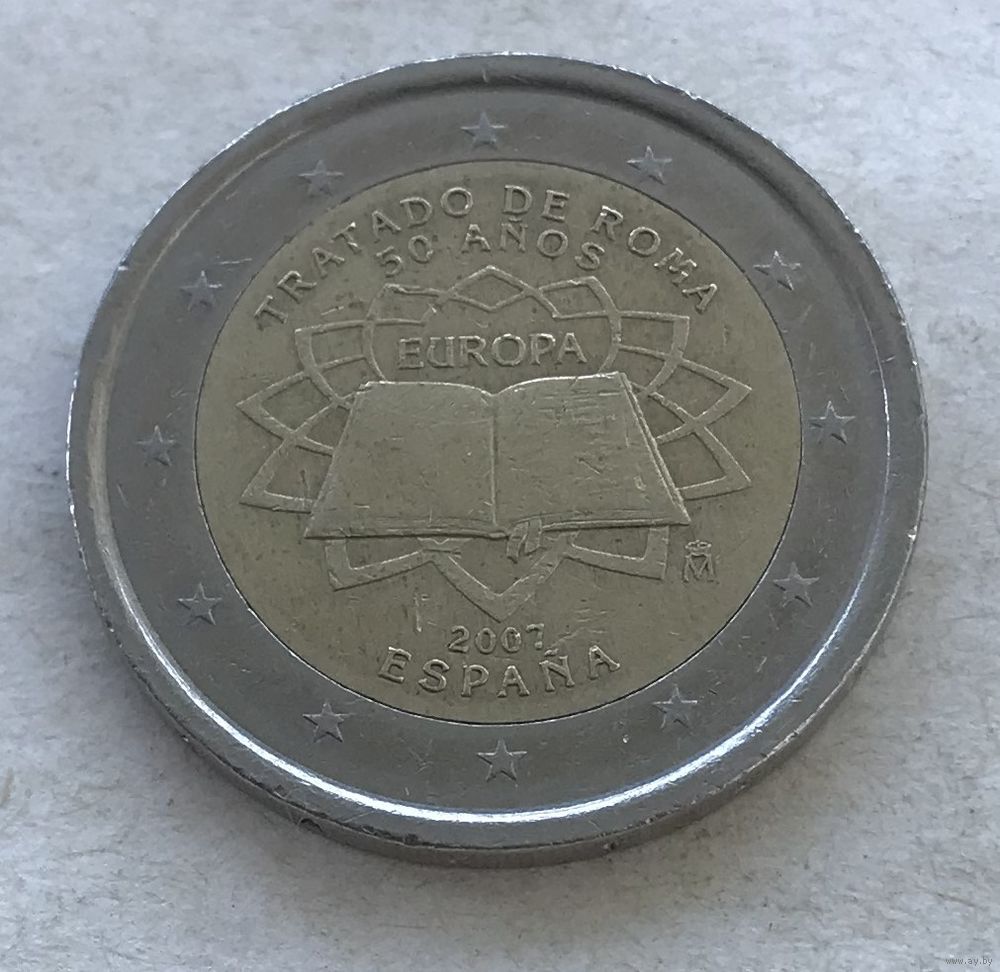 TRATADO DE ROMA
50 AÑOS
EUROPA
M
2007
ESPAÑA
www.ay.by